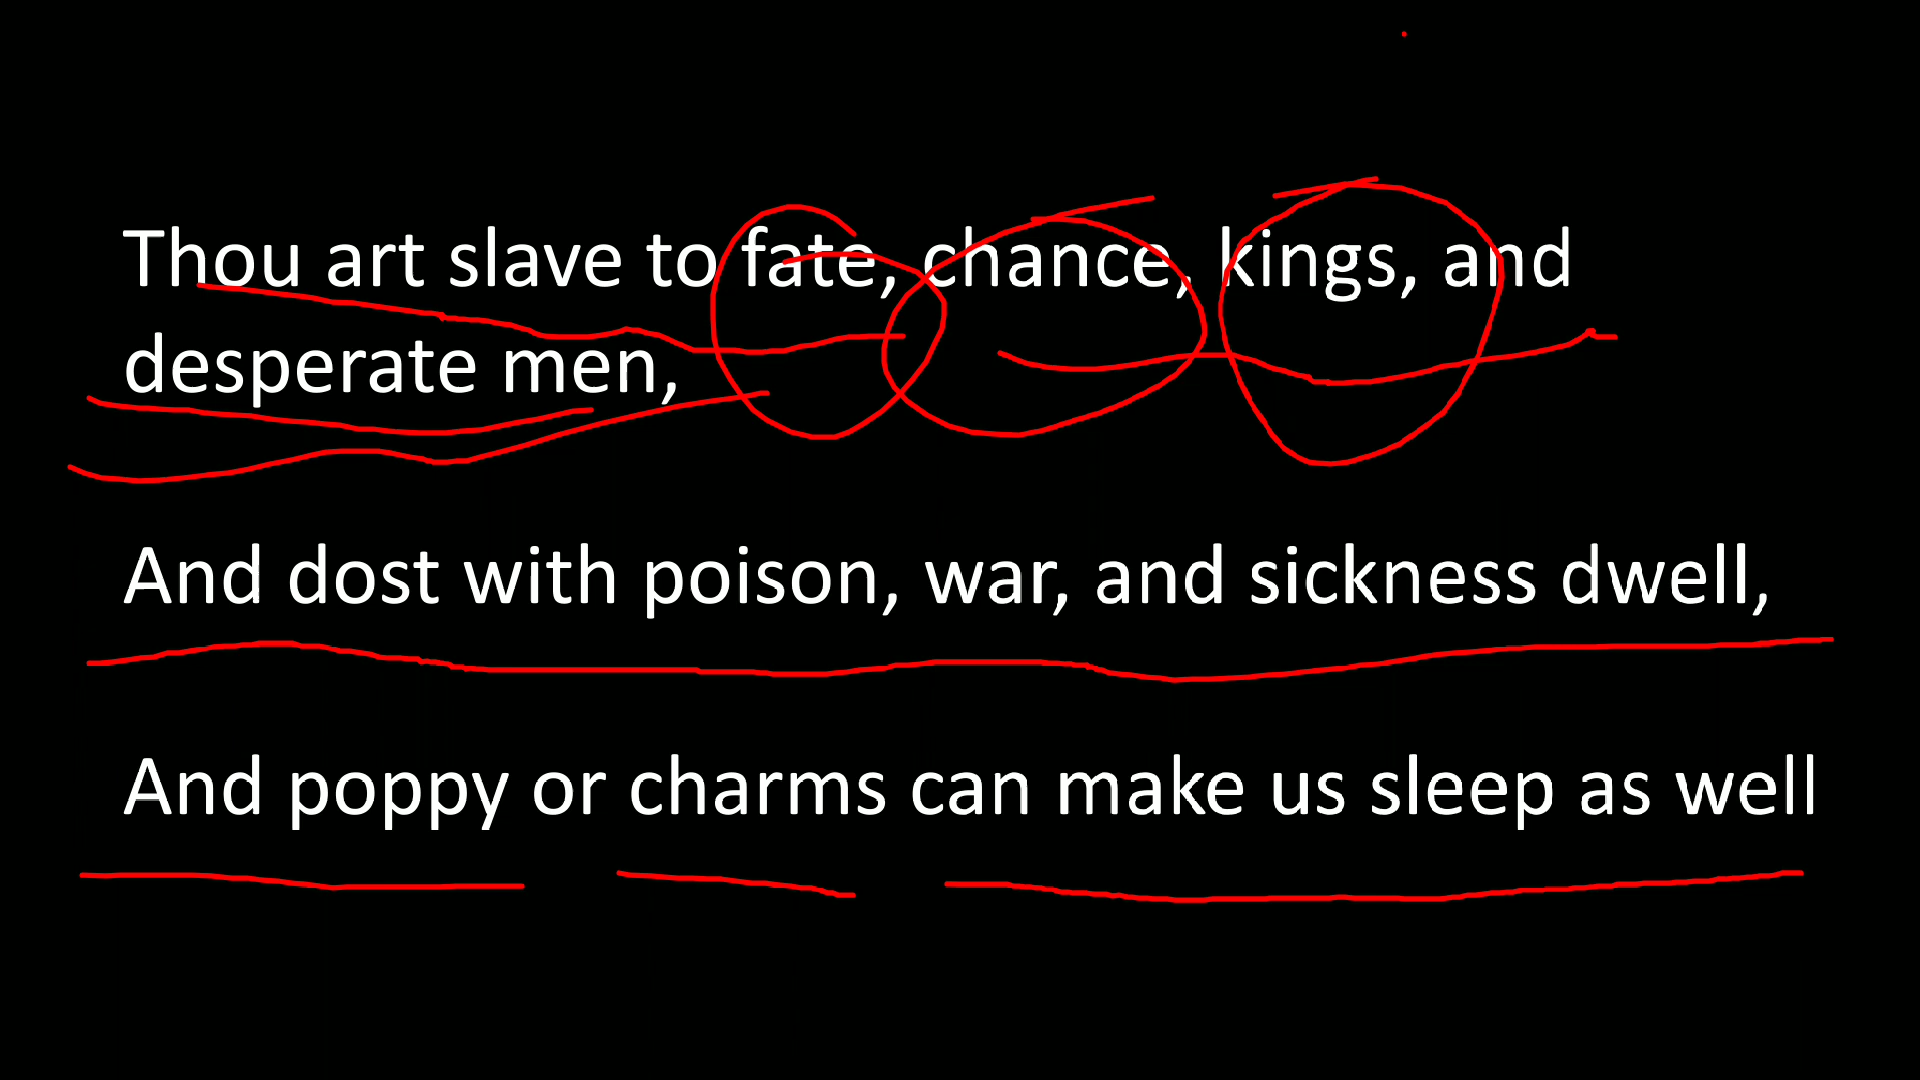 Thou art slave to fate, chance, kings, and
desperate men,
And dost with poison, war, and sickness dwell,
And poppy or charms can make us sleep as well